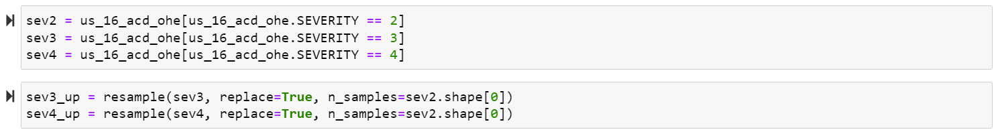 sev2 = us_16_acd_ohe[us_16_acd_ohe.SEVERITY == 2]
sev3 = us_16_acd_ohe[us_16_acd_ohe.SEVERITY == 3]
sev4 = us_16_acd_ohe[us_16_acd_ohe.SEVERITY == 4]
sev3_up = resample(sev3, replace=True, n_samples=sev2.shape[0])
sev4_up = resample(sev4, replace=True, n_samples=sev2.shape[0])